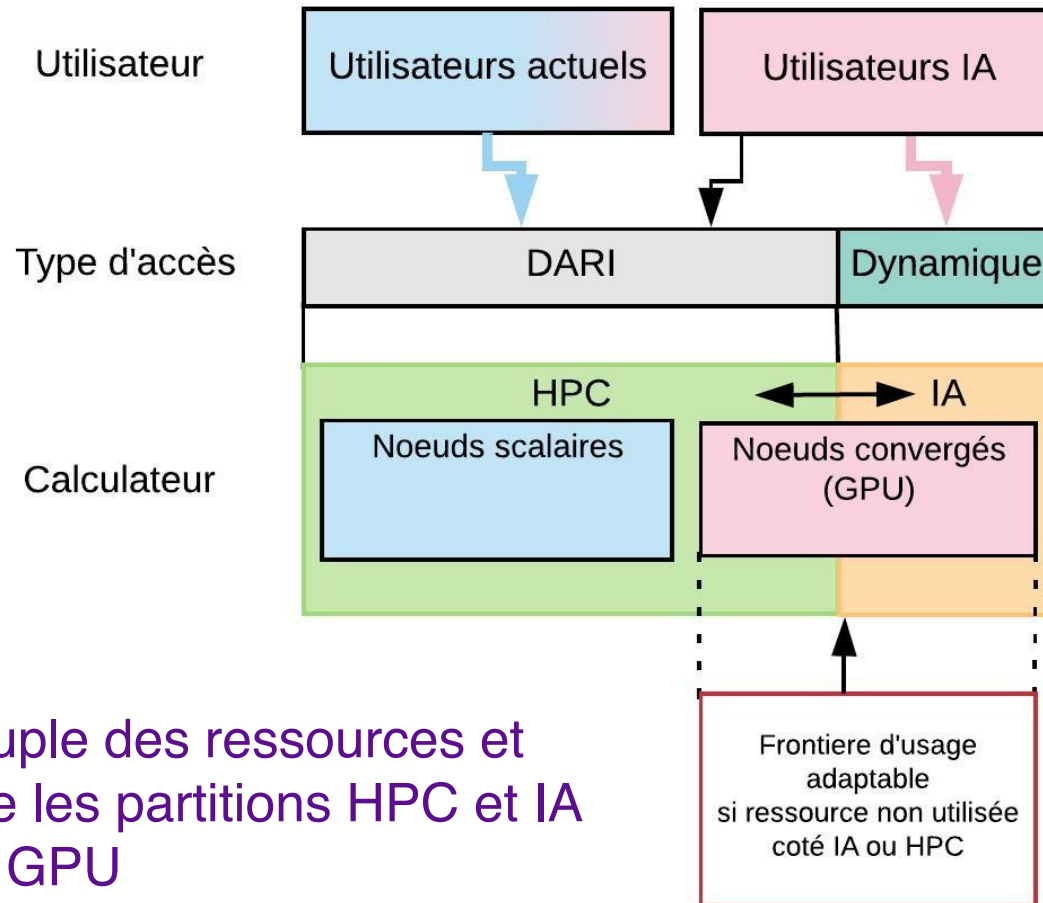 Utilisateur
Utilisateurs actuels
Utilisateurs IA
Type d'accès
DARI
Dynamique
HPC
IA
Calculateur
Noeuds scalaires
Noeuds convergés
(GPU)
des ressources et
les partitions HPC et IA
GPU
Frontiere d'usage
adaptable
si ressource non utilisée
coté IA ou HPC